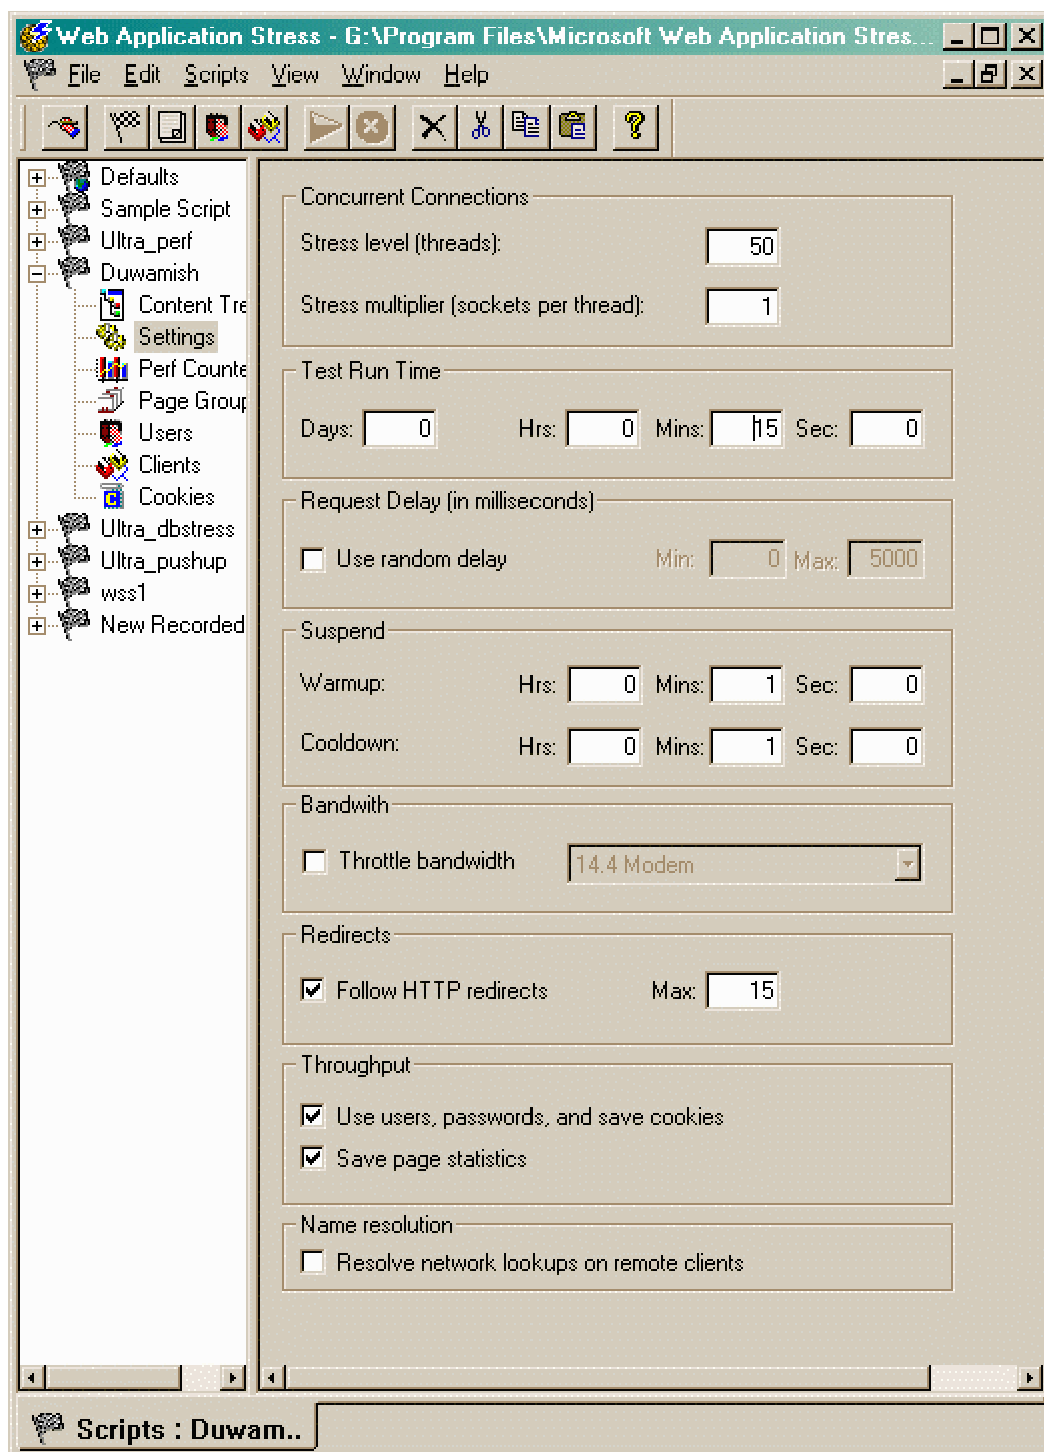 Web Application Stress - G:\Program Files\Microsoft Web Application Stres...
File Edit Scripts View Window Help
Defaults
Sample Script
Ultra_perf
Duwamish
Content Tre
Settings
Perf Counte
Page Group
Users
Clients
Cookies
Ultra_dbstress
Ultra_pushup
wss1
New Recorded
Concurrent Connections
Stress level (threads): 50
Stress multiplier (sockets per thread): 1
Test Run Time
Days: 0 Hrs: 0 Mins: 15 Sec: 0
Request Delay (in milliseconds)
Use random delay Min: 0 Max: 5000
Suspend
Warmup: Hrs: 0 Mins: 1 Sec: 0
Cooldown: Hrs: 0 Mins: 1 Sec: 0
Bandwith
Throttle bandwidth 14.4 Modem
Redirects
Follow HTTP redirects Max: 15
Throughput
Use users, passwords, and save cookies
Save page statistics
Name resolution
Resolve network lookups on remote clients
Scripts : Duwam..